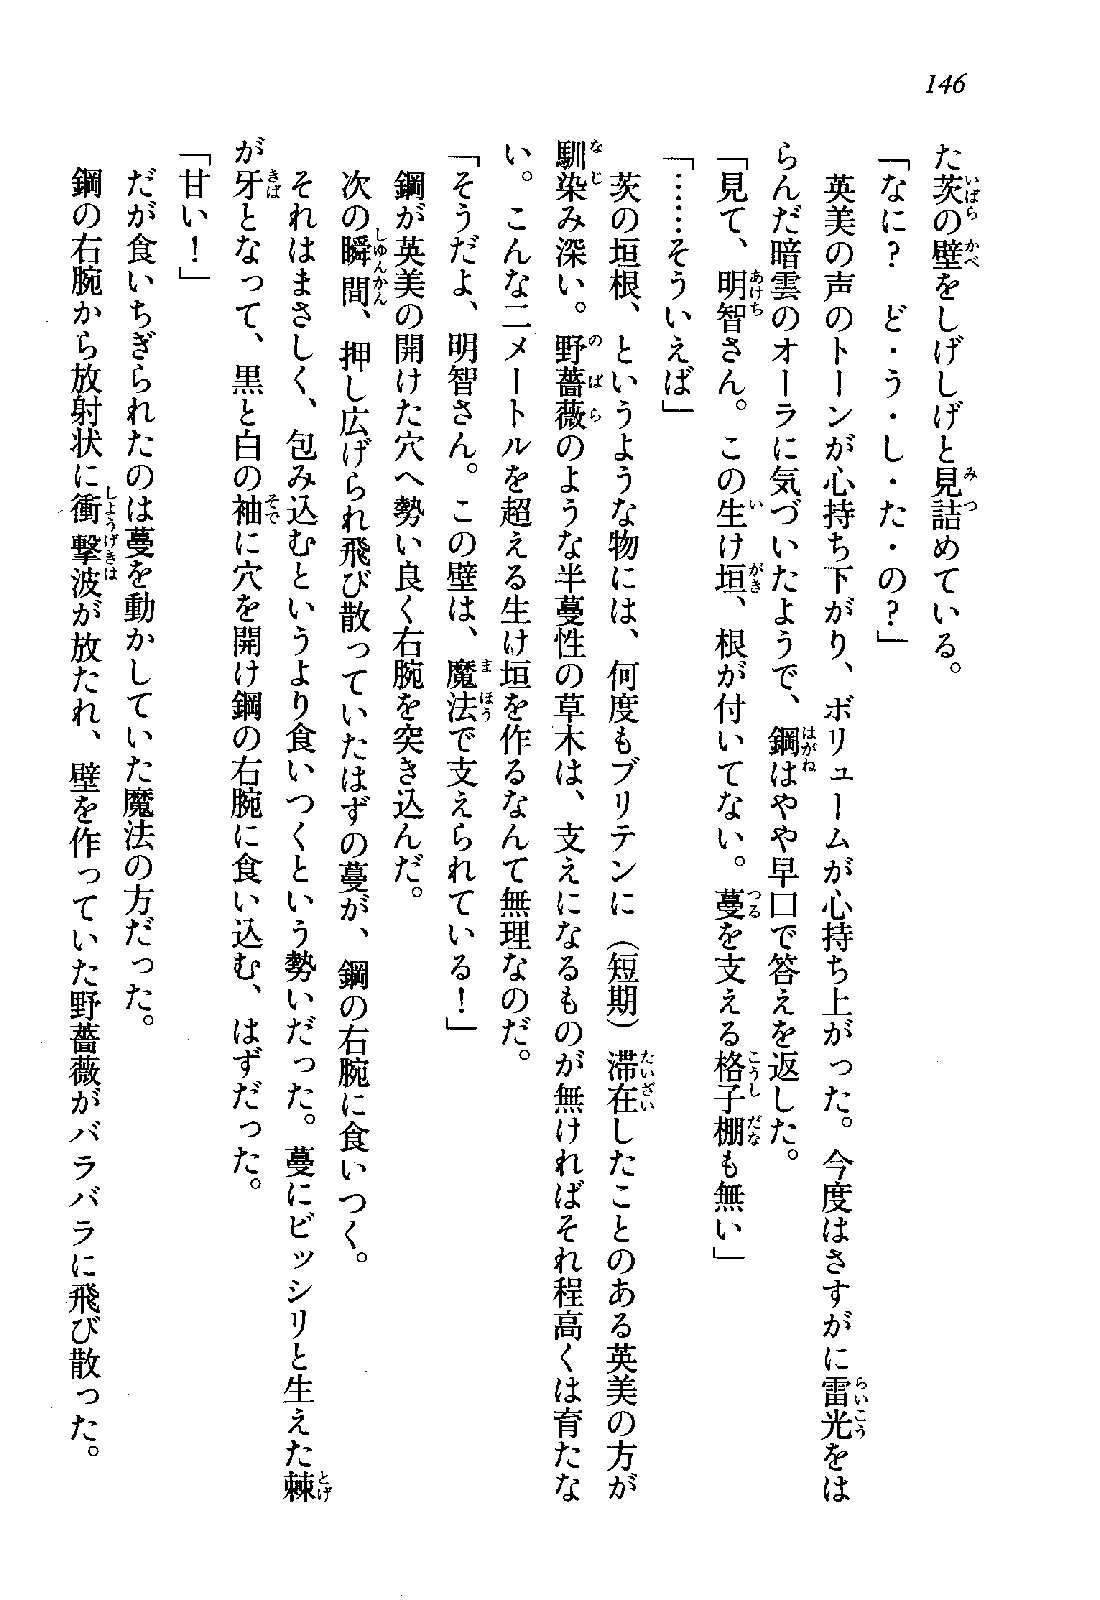 146
た茨の壁をしげしげと見詰めている。
「なに？　ど・う・し・た・の？」
英美の声のトーンが心持ち下がり、ボリュームが心持ち上がった。今度はさすがに雷光をは
らんだ暗雲のオーラに気づいたようで、鋼はやや早口で答えを返した。
「見て、明智さん。この生け垣、根が付いてない。蔓を支える格子棚も無い」
「……そういえば」
茨の垣根、というような物には、何度もブリテンに（短期）滞在したことのある英美の方が
馴染み深い。野薔薇のような半蔓性の草木は、支えになるものが無ければそれ程高くは育たな
い。こんな二メートルを超える生け垣を作るなんて無理なのだ。
「そうだよ、明智さん。この壁は、魔法で支えられている！」
鋼が英美の開けた穴へ勢い良く右腕を突き込んだ。
次の瞬間、押し広げられ飛び散っていたはずの蔓が、鋼の右腕に食いつく。
それはまさしく、包み込むというより食いつくという勢いだった。蔓にビッシリと生えた棘
が牙となって、黒と白の袖に穴を開け鋼の右腕に食い込む、はずだった。
「甘い！」
だが食いちぎられたのは蔓を動かしていた魔法の方だった。
鋼の右腕から放射状に衝撃波が放たれ、壁を作っていた野薔薇がバラバラに飛び散った。